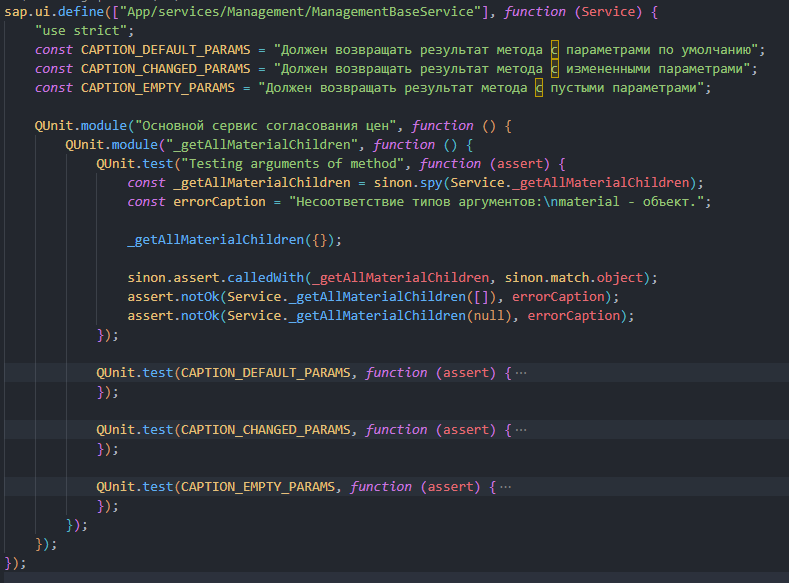 sap.ui.define(["App/services/Management/ManagementBaseService"], function (Service) {
"use strict";
const CAPTION_DEFAULT_PARAMS = "Должен возвращать результат метода с параметрами по умолчанию";
const CAPTION_CHANGED_PARAMS = "Должен возвращать результат метода с измененными параметрами";
const CAPTION_EMPTY_PARAMS = "Должен возвращать результат метода с пустыми параметрами";
QUnit.module("Основной сервис согласования цен", function () {
QUnit.module("_getAllMaterialChildren", function () {
QUnit.test("Testing arguments of method", function (assert) {
const _getAllMaterialChildren = sinon.spy(Service._getAllMaterialChildren);
const errorCaption = "Несоответствие типов аргументов:\nmaterial - объект.";
_getAllMaterialChildren({});
sinon.assert.calledWith(_getAllMaterialChildren, sinon.match.object);
assert.notOk(Service._getAllMaterialChildren([]), errorCaption);
assert.notOk(Service._getAllMaterialChildren(null), errorCaption);
});
QUnit.test(CAPTION_DEFAULT_PARAMS, function (assert) { ⋯
});
QUnit.test(CAPTION_CHANGED_PARAMS, function (assert) { ⋯
});
QUnit.test(CAPTION_EMPTY_PARAMS, function (assert) { ⋯
});
});
});
});